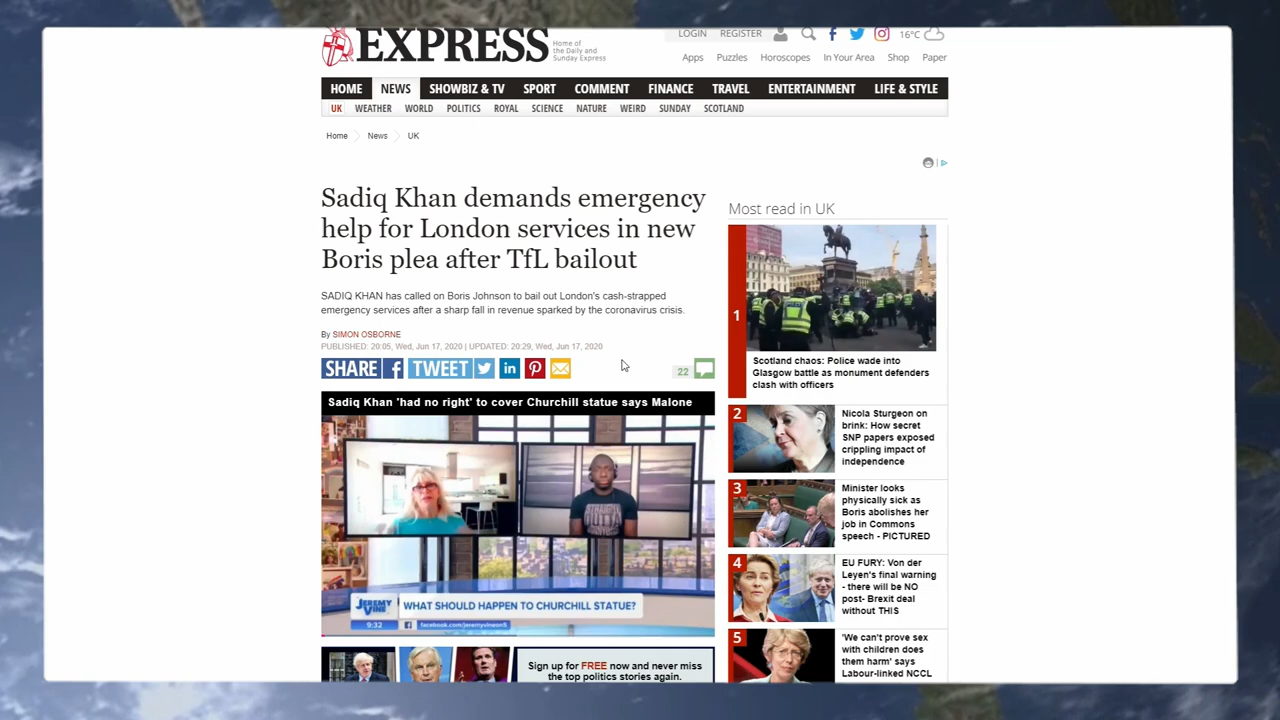 EXPRESS
Home of
the Daily and
Sunday Express
LOGIN REGISTER 16°C
Apps Puzzles Horoscopes In Your Area Shop Paper
HOME NEWS SHOWBIZ & TV SPORT COMMENT FINANCE TRAVEL ENTERTAINMENT LIFE & STYLE
UK WEATHER WORLD POLITICS ROYAL SCIENCE NATURE WEIRD SUNDAY SCOTLAND
Home News UK
Sadiq Khan demands emergency
help for London services in new
Boris plea after TfL bailout
SADIQ KHAN has called on Boris Johnson to bail out London's cash-strapped
emergency services after a sharp fall in revenue sparked by the coronavirus crisis.
By SIMON OSBORNE
PUBLISHED: 20:05, Wed, Jun 17, 2020 | UPDATED: 20:29, Wed, Jun 17, 2020
SHARE f TWEET in 22
Sadiq Khan 'had no right' to cover Churchill statue says Malone
STRAIGHT
JEREMY
VINE
WHAT SHOULD HAPPEN TO CHURCHILL STATUE?
9:32
facebook.com/jeremyvineon5
Sign up for FREE now and never miss
the top politics stories again.
Most read in UK
1
Scotland chaos: Police wade into
Glasgow battle as monument defenders
clash with officers
2
Nicola Sturgeon on
brink: How secret
SNP papers exposed
crippling impact of
independence
3
Minister looks
physically sick as
Boris abolishes her
job in Commons
speech - PICTURED
4
EU FURY: Von der
Leyen's final warning
- there will be NO
post- Brexit deal
without THIS
5
'We can't prove sex
with children does
them harm' says
Labour-linked NCCL